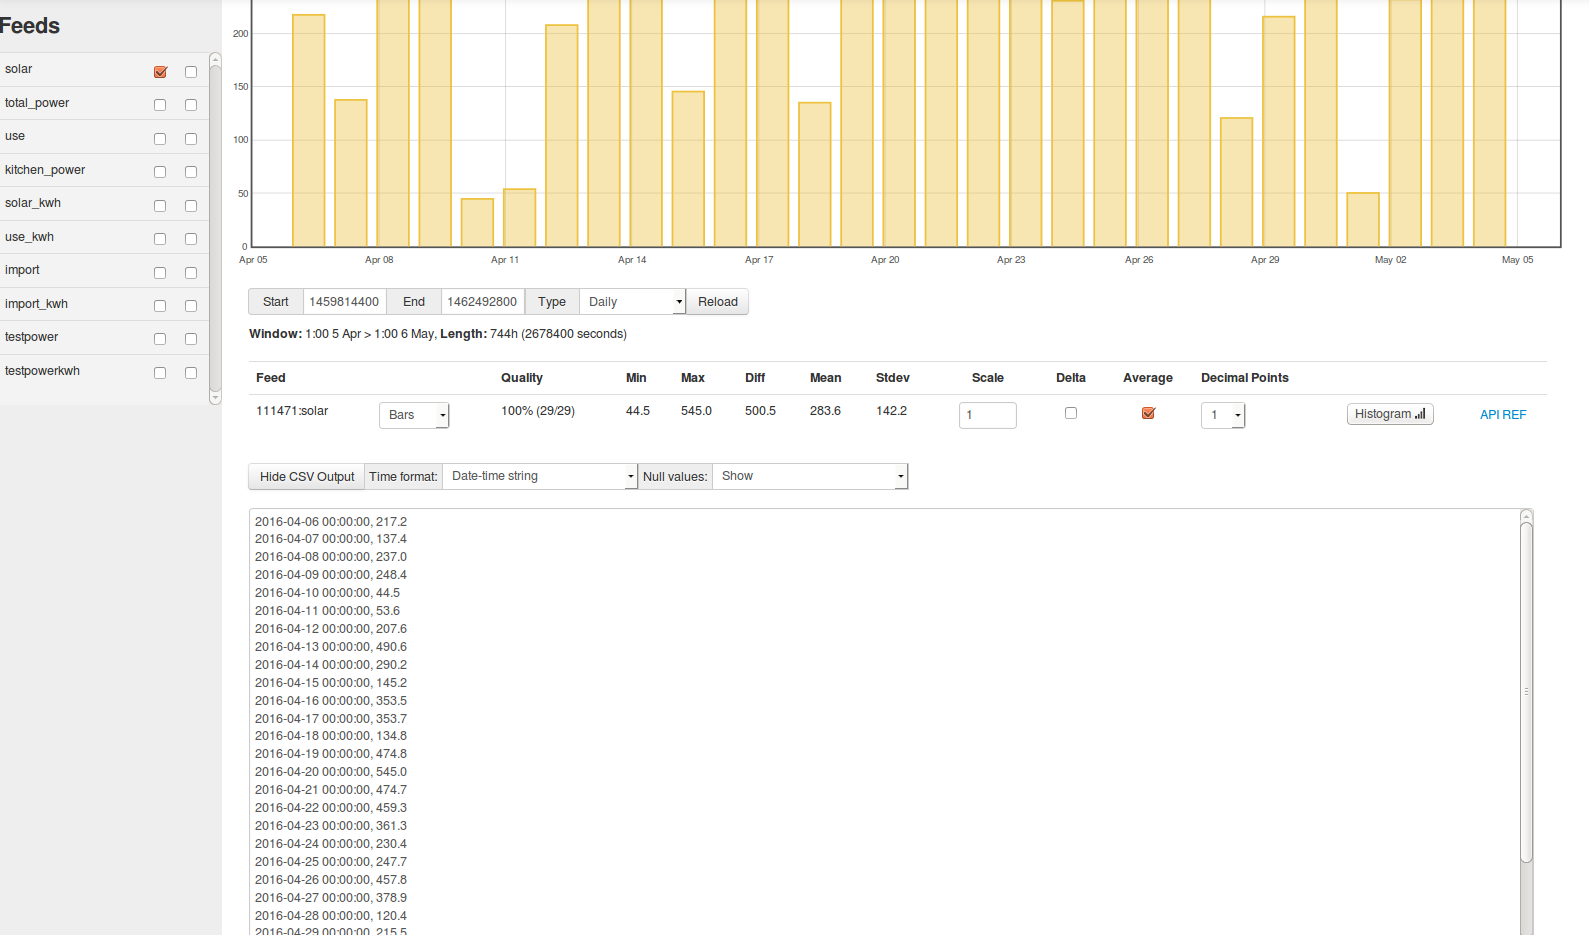 Feeds
solar
total_power
use
kitchen_power
solar_kwh
use_kwh
import
import_kwh
testpower
testpowerkwh
200
150
100
50
0
Apr 05 Apr 08 Apr 11 Apr 14 Apr 17 Apr 20 Apr 23 Apr 26 Apr 29 May 02 May 05
Start 1459814400 End 1462492800 Type Daily Reload
Window: 1:00 5 Apr > 1:00 6 May, Length: 744h (2678400 seconds)
Feed Quality Min Max Diff Mean Stdev Scale Delta Average Decimal Points
111471:solar Bars 100% (29/29) 44.5 545.0 500.5 283.6 142.2 1 1 Histogram API REF
Hide CSV Output Time format: Date-time string Null values: Show
2016-04-06 00:00:00, 217.2
2016-04-07 00:00:00, 137.4
2016-04-08 00:00:00, 237.0
2016-04-09 00:00:00, 248.4
2016-04-10 00:00:00, 44.5
2016-04-11 00:00:00, 53.6
2016-04-12 00:00:00, 207.6
2016-04-13 00:00:00, 490.6
2016-04-14 00:00:00, 290.2
2016-04-15 00:00:00, 145.2
2016-04-16 00:00:00, 353.5
2016-04-17 00:00:00, 353.7
2016-04-18 00:00:00, 134.8
2016-04-19 00:00:00, 474.8
2016-04-20 00:00:00, 545.0
2016-04-21 00:00:00, 474.7
2016-04-22 00:00:00, 459.3
2016-04-23 00:00:00, 361.3
2016-04-24 00:00:00, 230.4
2016-04-25 00:00:00, 247.7
2016-04-26 00:00:00, 457.8
2016-04-27 00:00:00, 378.9
2016-04-28 00:00:00, 120.4
2016-04-29 00:00:00, 215.5